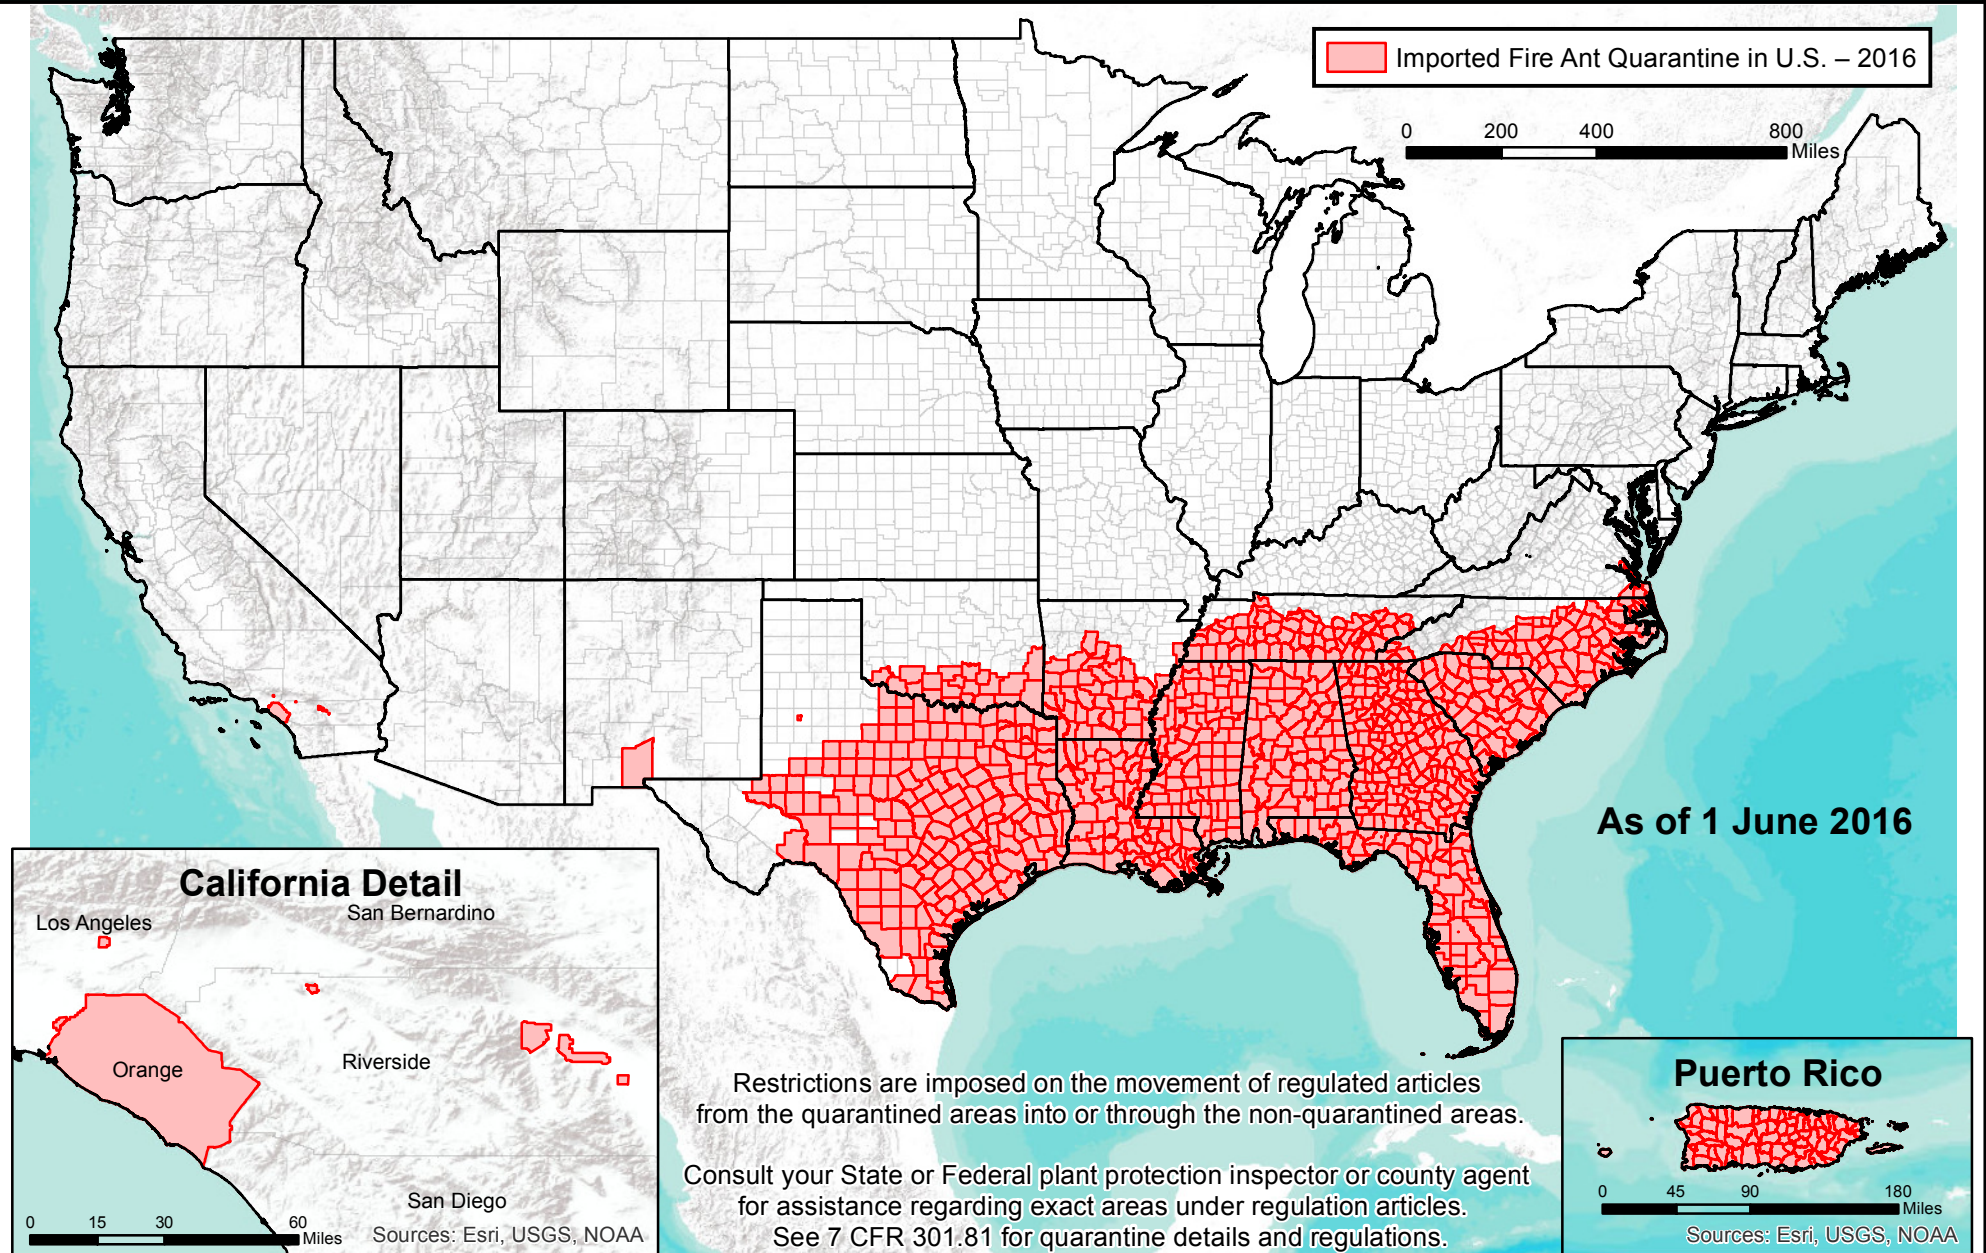 Imported Fire Ant Quarantine in U.S. – 2016
0 200 400 800
Miles
As of 1 June 2016
California Detail
San Bernardino
Los Angeles
Orange
Riverside
San Diego
0 15 30 60
Miles
Sources: Esri, USGS, NOAA
Restrictions are imposed on the movement of regulated articles
from the quarantined areas into or through the non-quarantined areas.
Consult your State or Federal plant protection inspector or county agent
for assistance regarding exact areas under regulation articles.
See 7 CFR 301.81 for quarantine details and regulations.
Puerto Rico
0 45 90 180
Miles
Sources: Esri, USGS, NOAA